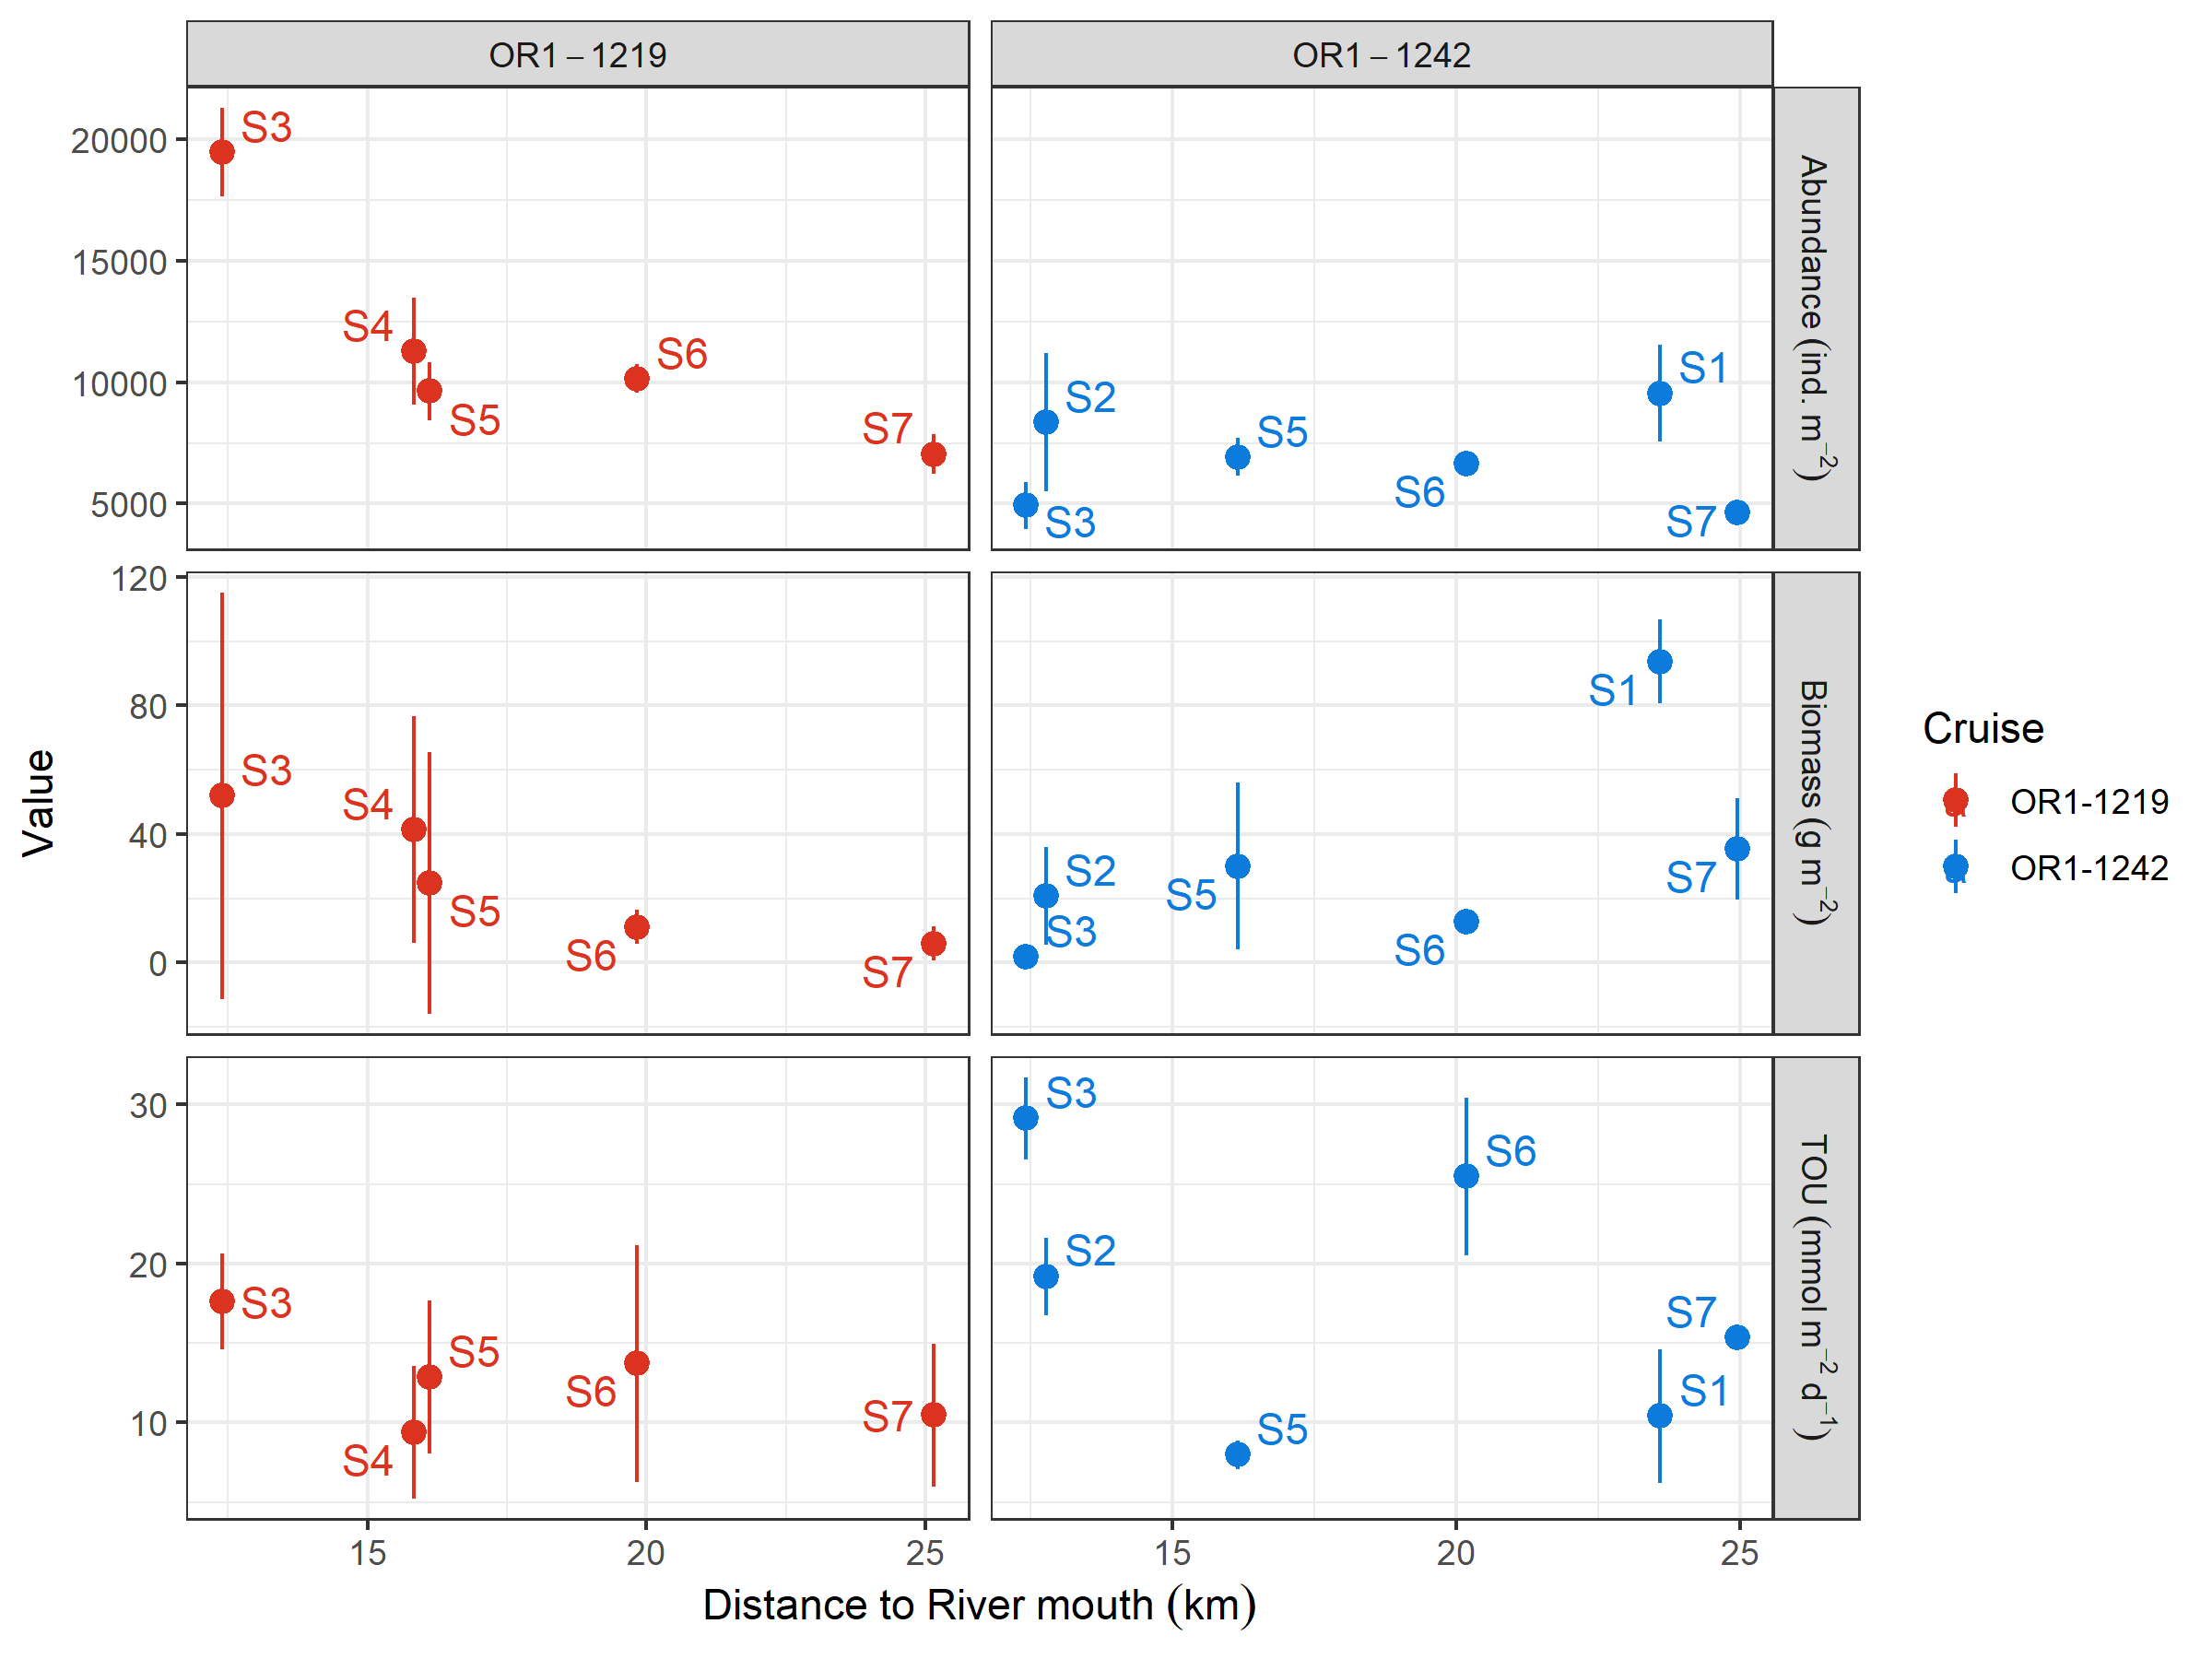 OR1 – 1219
OR1 – 1242
20000
15000
10000
5000
S3
S4
S5
S6
S7
S2
S3
S5
S6
S1
S7
Abundance (ind. m⁻²)
120
80
40
0
S3
S4
S5
S6
S7
S2
S3
S5
S6
S1
S7
Biomass (g m⁻²)
30
20
10
S3
S4
S5
S6
S7
S3
S2
S5
S6
S7
S1
TOU (mmol m⁻² d⁻¹)
15
20
25
15
20
25
Distance to River mouth (km)
Value
Cruise
OR1-1219
OR1-1242